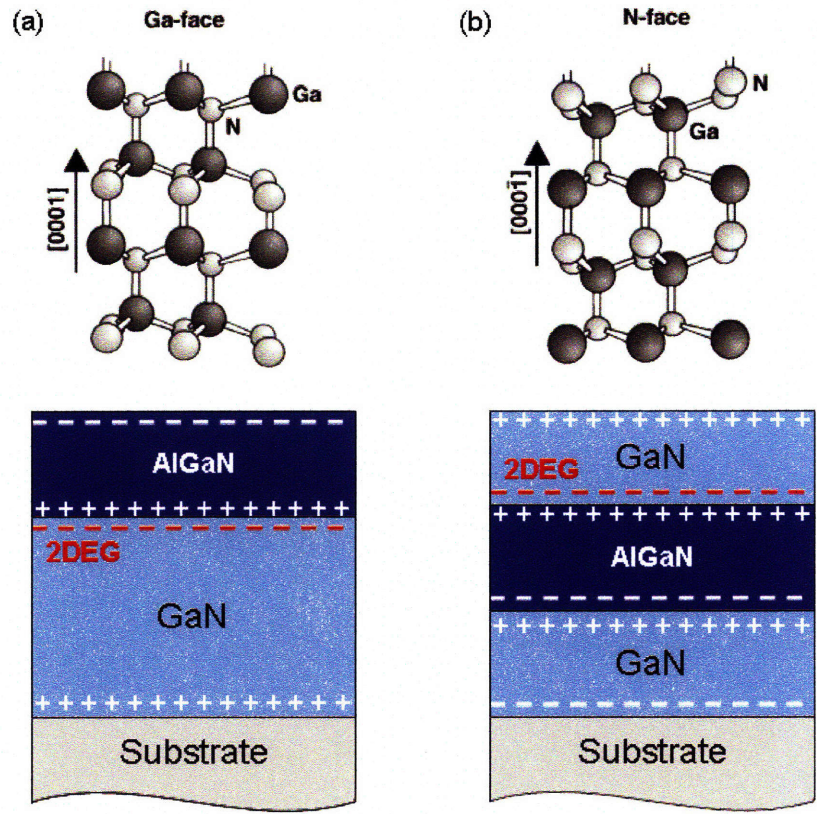 (a)
Ga-face
Ga
N
[0001]
– – – – – – – – – – – –
AlGaN
+ + + + + + + + + + + + +
– – – – – – – – – – – –
2DEG
GaN
+ + + + + + + + + + + + +
Substrate
(b)
N-face
N
Ga
[0001̄]
+ + + + + + + + + + + + +
GaN
2DEG
– – – – – – – – – – – –
+ + + + + + + + + + + + +
AlGaN
– – – – – – – – – – – –
+ + + + + + + + + + + + +
GaN
– – – – – – – – – – – –
Substrate